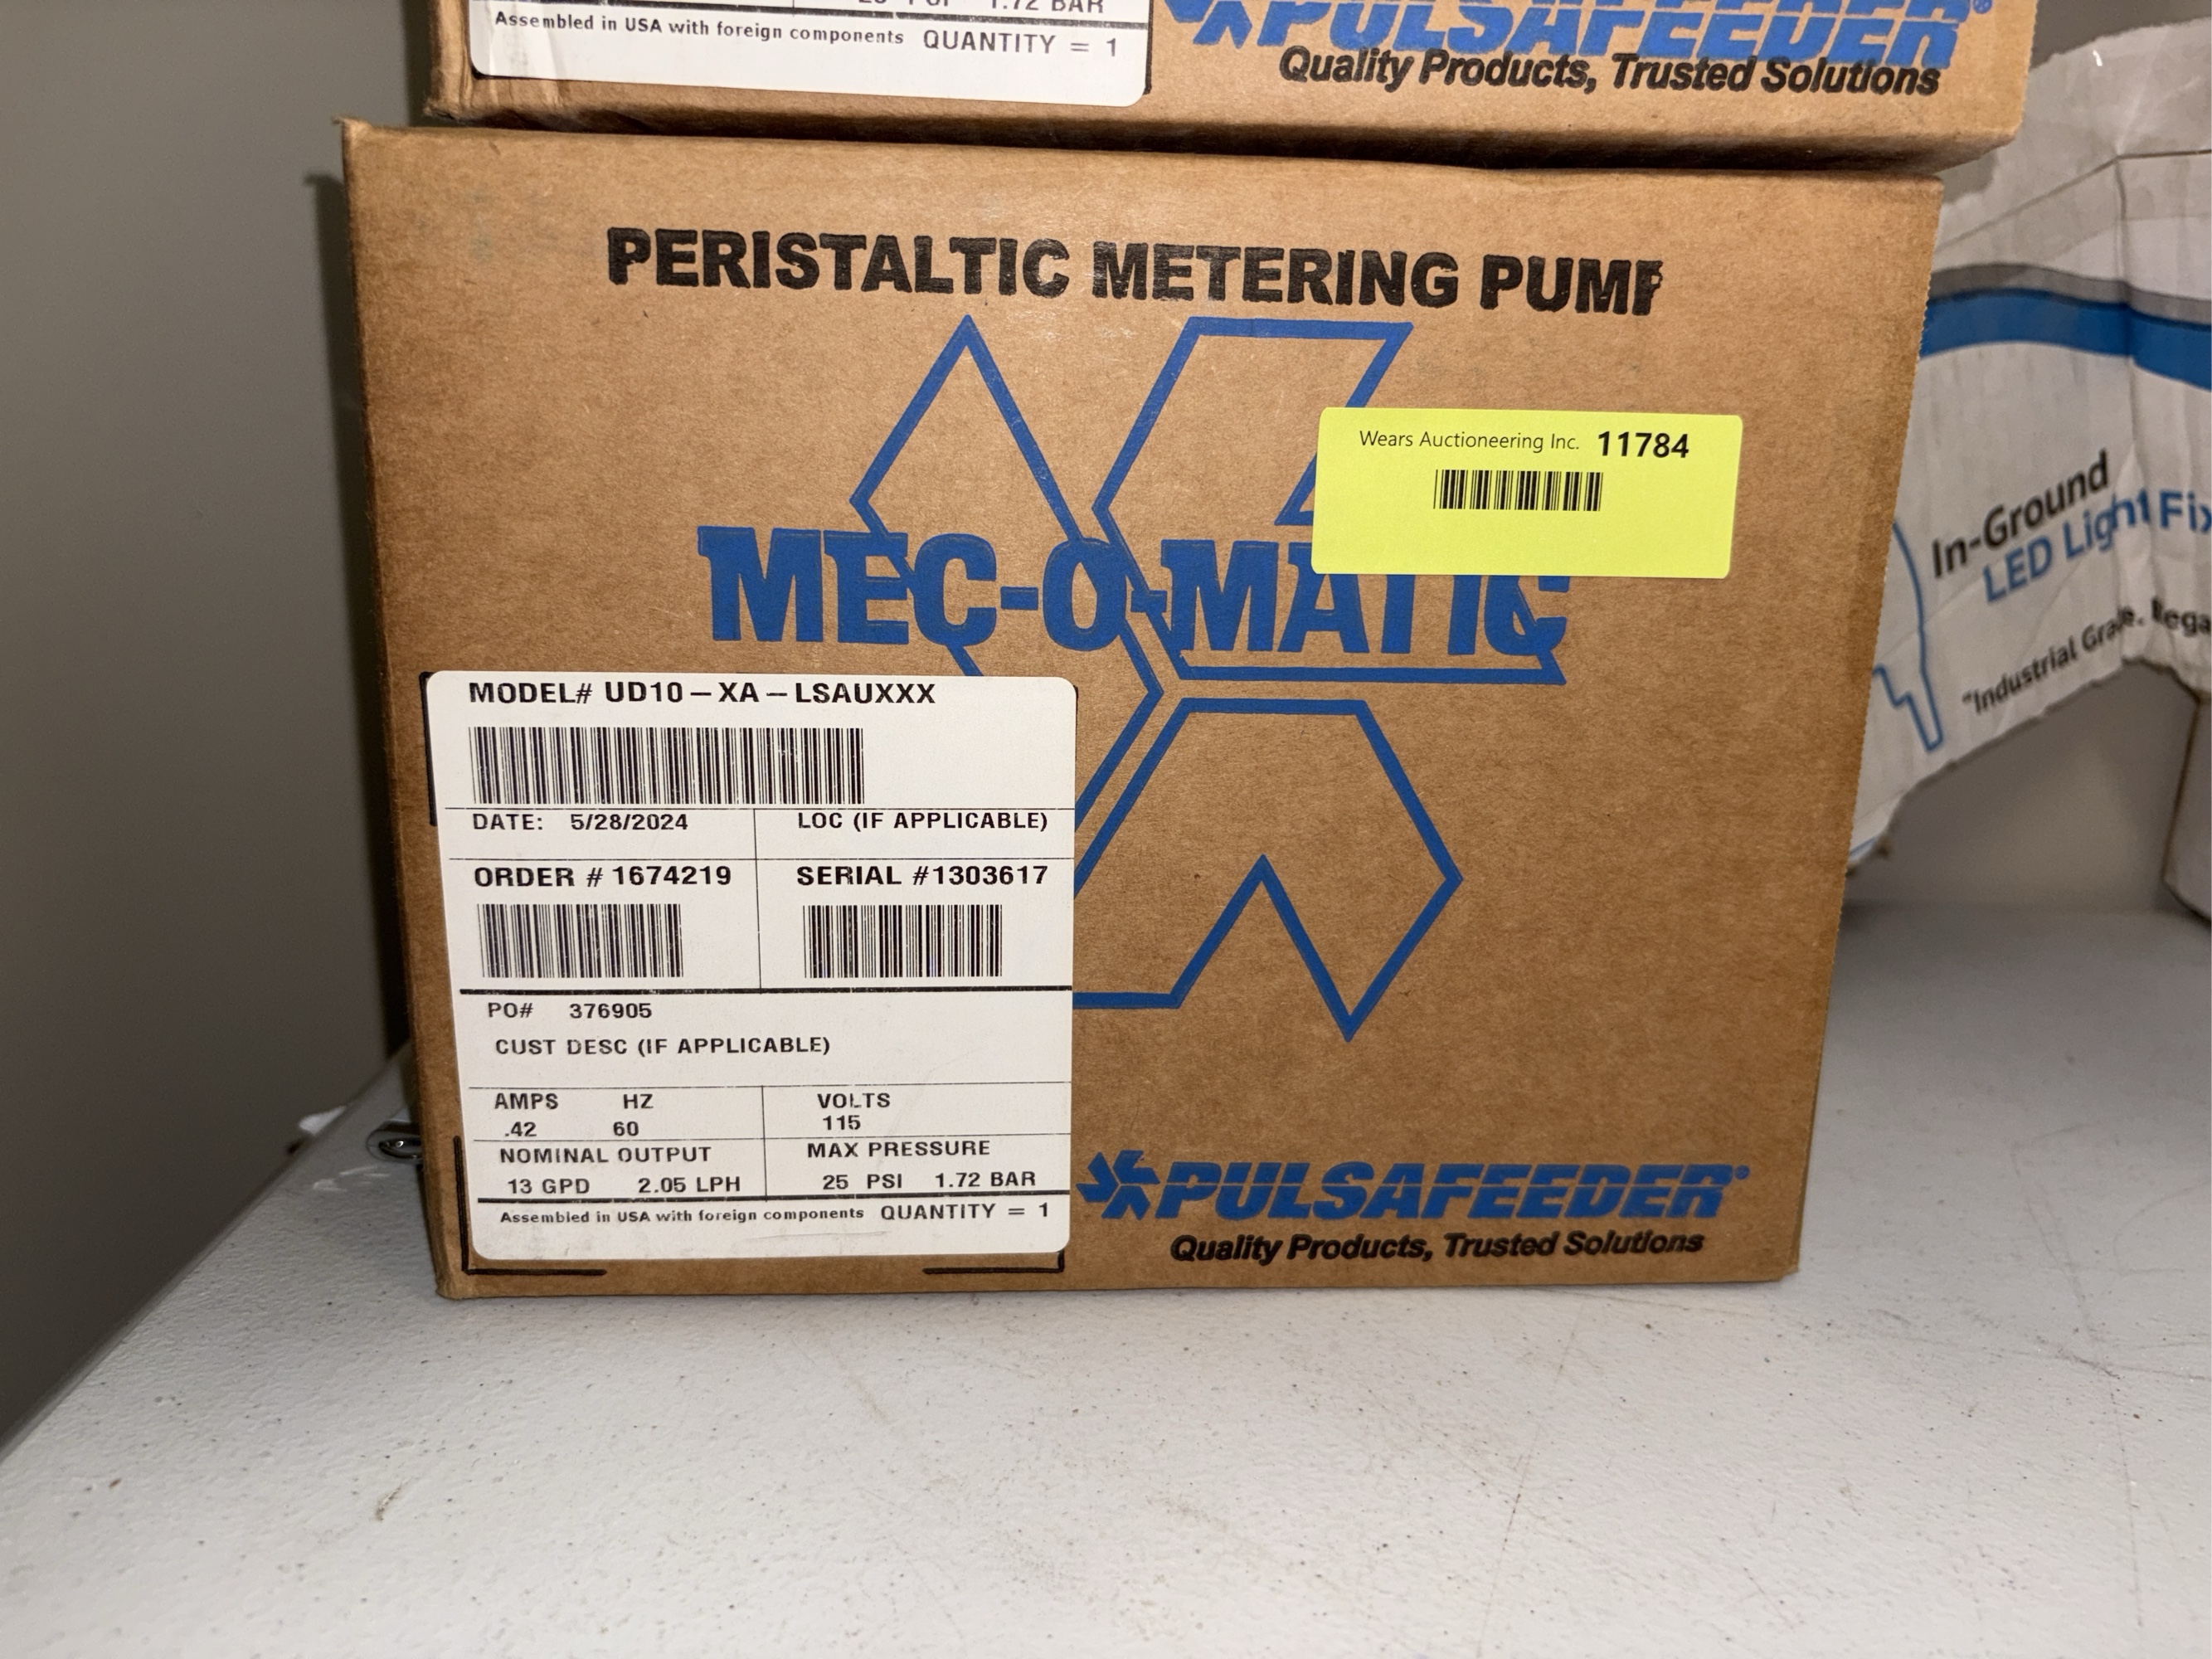 1.72 BAR
Assembled in USA with foreign components QUANTITY = 1
PULSAFEEDER®
Quality Products, Trusted Solutions
PERISTALTIC METERING PUMP
Wears Auctioneering Inc. 11784
MEC-O-MATIC
MODEL# UD10-XA-LSAUXXX
DATE: 5/28/2024 LOC (IF APPLICABLE)
ORDER # 1674219 SERIAL #1303617
PO# 376905
CUST DESC (IF APPLICABLE)
AMPS HZ VOLTS
.42 60 115
NOMINAL OUTPUT MAX PRESSURE
13 GPD 2.05 LPH 25 PSI 1.72 BAR
Assembled in USA with foreign components QUANTITY = 1
PULSAFEEDER®
Quality Products, Trusted Solutions
In-Ground
LED Light
"Industrial Grade.